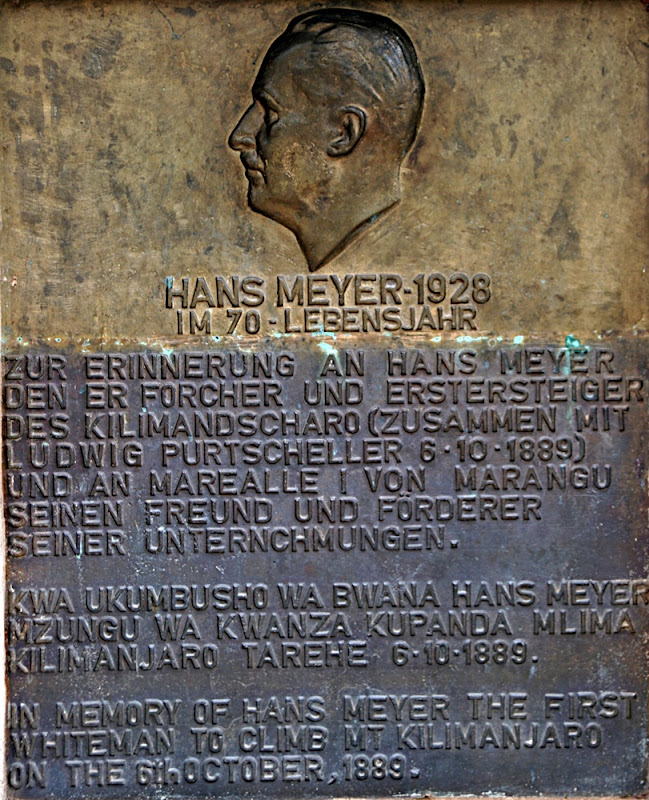 HANS MEYER-1928
IM 70-LEBENSJAHR
ZUR ERINNERUNG AN HANS MEYER
DEN ER FORCHER UND ERSTERSTEIGER
DES KILIMANDSCHARO (ZUSAMMEN MIT
LUDWIG PURTSCHELLER 6·10·1889)
UND AN MAREALLE I VON MARANGU
SEINEN FREUND UND FÖRDERER
SEINER UNTERNCHMUNGEN.
KWA UKUMBUSHO WA BWANA HANS MEYER
MZUNGU WA KWANZA KUPANDA MLIMA
KILIMANJARO TAREHE 6·10·1889.
IN MEMORY OF HANS MEYER THE FIRST
WHITEMAN TO CLIMB MT KILIMANJARO
ON THE 6th OCTOBER, 1889.